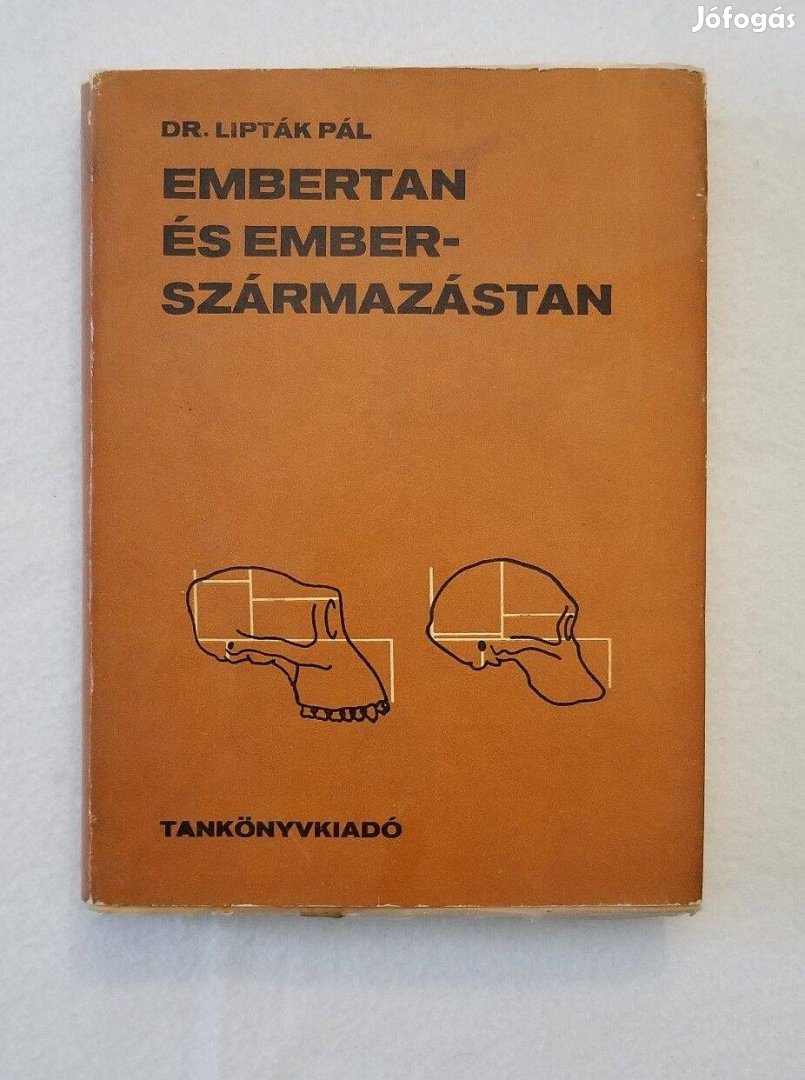 Jófogás
DR. LIPTÁK PÁL
EMBERTAN
ÉS EMBER-
SZÁRMAZÁSTAN
TANKÖNYVKIADÓ